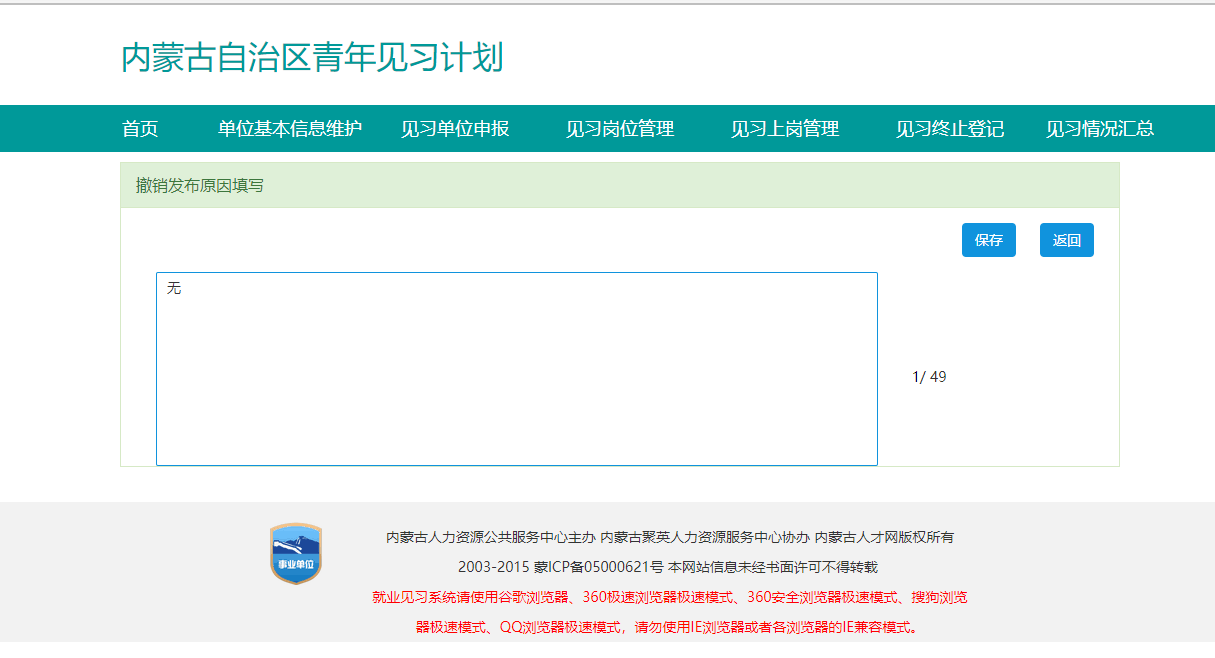 内蒙古自治区青年见习计划
首页 单位基本信息维护 见习单位申报 见习岗位管理 见习上岗管理 见习终止登记 见习情况汇总
撤销发布原因填写
保存 返回
无
1/ 49
事业单位
内蒙古人力资源公共服务中心主办 内蒙古聚英人力资源服务中心协办 内蒙古人才网版权所有
2003-2015 蒙ICP备05000621号 本网站信息未经书面许可不得转载
就业见习系统请使用谷歌浏览器、360极速浏览器极速模式、360安全浏览器极速模式、搜狗浏览
器极速模式、QQ浏览器极速模式，请勿使用IE浏览器或者各浏览器的IE兼容模式。